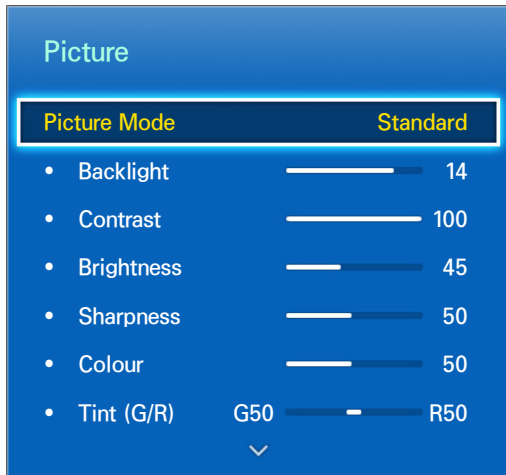 Picture
Picture Mode Standard
• Backlight 14
• Contrast 100
• Brightness 45
• Sharpness 50
• Colour 50
• Tint (G/R) G50 R50